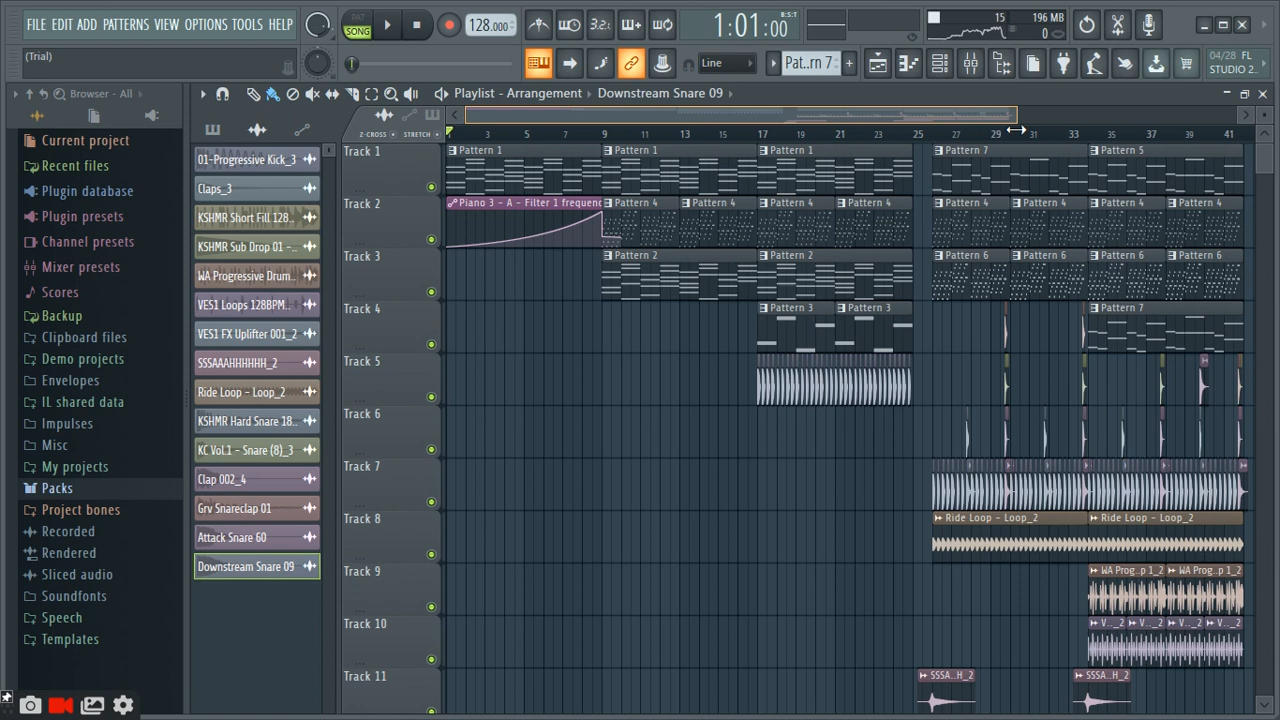 FILE EDIT ADD PATTERNS VIEW OPTIONS TOOLS HELP
(Trial)
PAT
SONG
128.000
3.2:
1:01:00
B:S:T
15
196 MB
0
Line
Pat..rn 7
04/28 FL
STUDIO 2..
Browser - All
Playlist - Arrangement
Downstream Snare 09
Current project
Recent files
Plugin database
Plugin presets
Channel presets
Mixer presets
Scores
Backup
Clipboard files
Demo projects
Envelopes
IL shared data
Impulses
Misc
My projects
Packs
Project bones
Recorded
Rendered
Sliced audio
Soundfonts
Speech
Templates
01-Progressive Kick_3
Claps_3
KSHMR Short Fill 128..
KSHMR Sub Drop 01 -..
WA Progressive Drum..
VES1 Loops 128BPM..
VES1 FX Uplifter 001_2
SSSAAAHHHHHH_2
Ride Loop - Loop_2
KSHMR Hard Snare 18..
KC Vol.1 - Snare (8)_3
Clap 002_4
Grv Snareclap 01
Attack Snare 60
Downstream Snare 09
Z-CROSS STRETCH
3 5 7 9 11 13 15 17 19 21 23 25 27 29 31 33 35 37 39 41
Track 1
Pattern 1 Pattern 1 Pattern 1 Pattern 7 Pattern 5
Track 2
Piano 3 - A - Filter 1 frequenc Pattern 4 Pattern 4 Pattern 4 Pattern 4 Pattern 4 Pattern 4 Pattern 4 Pattern 4
Track 3
Pattern 2 Pattern 2 Pattern 6 Pattern 6 Pattern 6 Pattern 6
Track 4
Pattern 3 Pattern 3 Pattern 7
Track 5
Track 6
Track 7
Track 8
Ride Loop - Loop_2 Ride Loop - Loop_2
Track 9
WA Prog..p 1_2 WA Prog..p 1_2
Track 10
V.._2 V.._2 V.._2 V.._2
Track 11
SSSA...H_2 SSSA...H_2